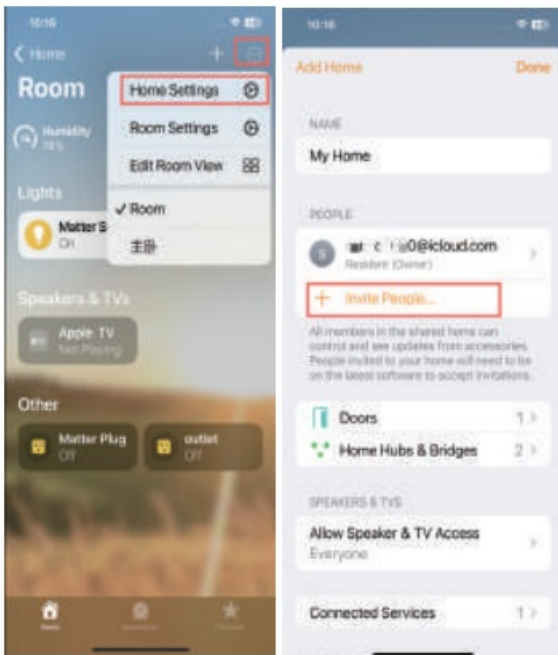 10:16
Home
Room
Home Settings
Room Settings
Edit Room View
Room
主卧
Humidity
Lights
Matter S
On
Speakers & TVs
Apple TV
Not Playing
Other
Matter Plug
Off
outlet
Off
10:16
Add Home
Done
NAME
My Home
PEOPLE
0@icloud.com
Resident (Owner)
+ Invite People...
All members in the shared home can
control and see updates from accessories.
People invited to your home will need to be
on the latest software to accept invitations.
Doors 1
Home Hubs & Bridges 2
SPEAKERS & TVS
Allow Speaker & TV Access
Everyone
Connected Services 1